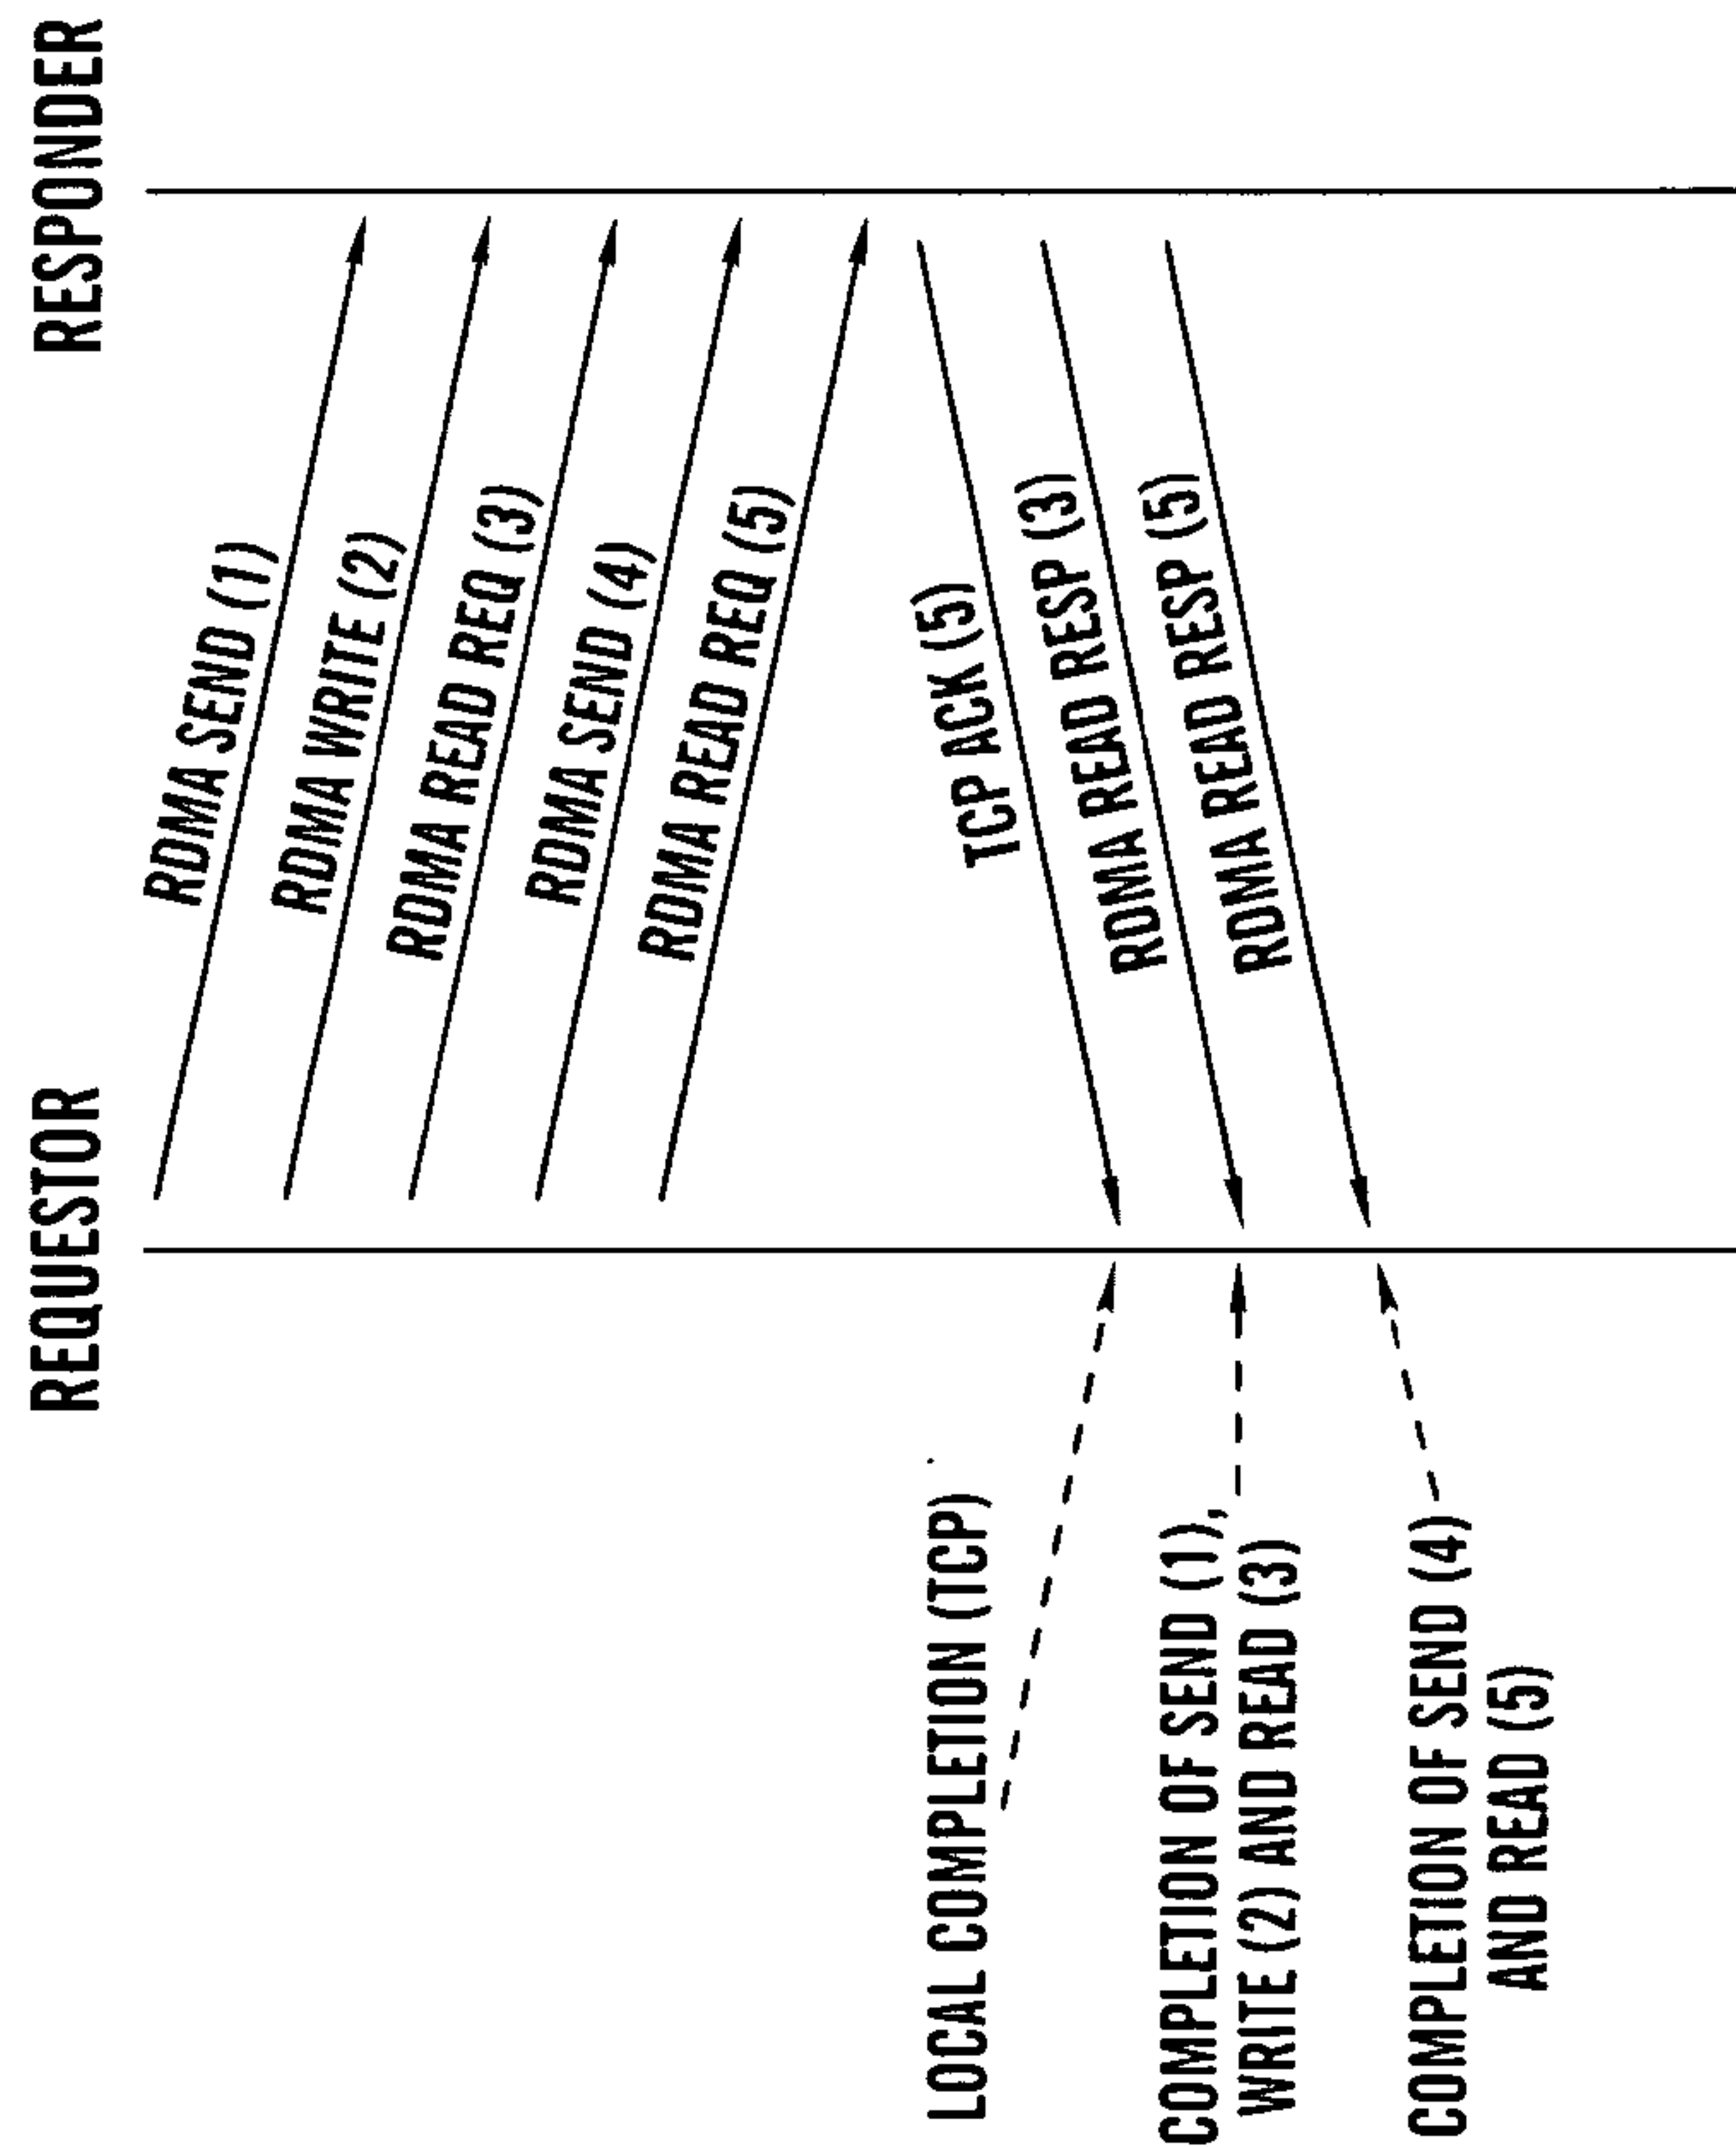 REQUESTOR
RESPONDER
RDMA SEND (1)
RDMA WRITE (2)
RDMA READ REQ (3)
RDMA SEND (4)
RDMA READ REQ (5)
TCP ACK (5)
RDMA READ RESP (3)
RDMA READ RESP (5)
LOCAL COMPLETION (TCP)
COMPLETION OF SEND (1),
WRITE (2) AND READ (3)
COMPLETION OF SEND (4)
AND READ (5)